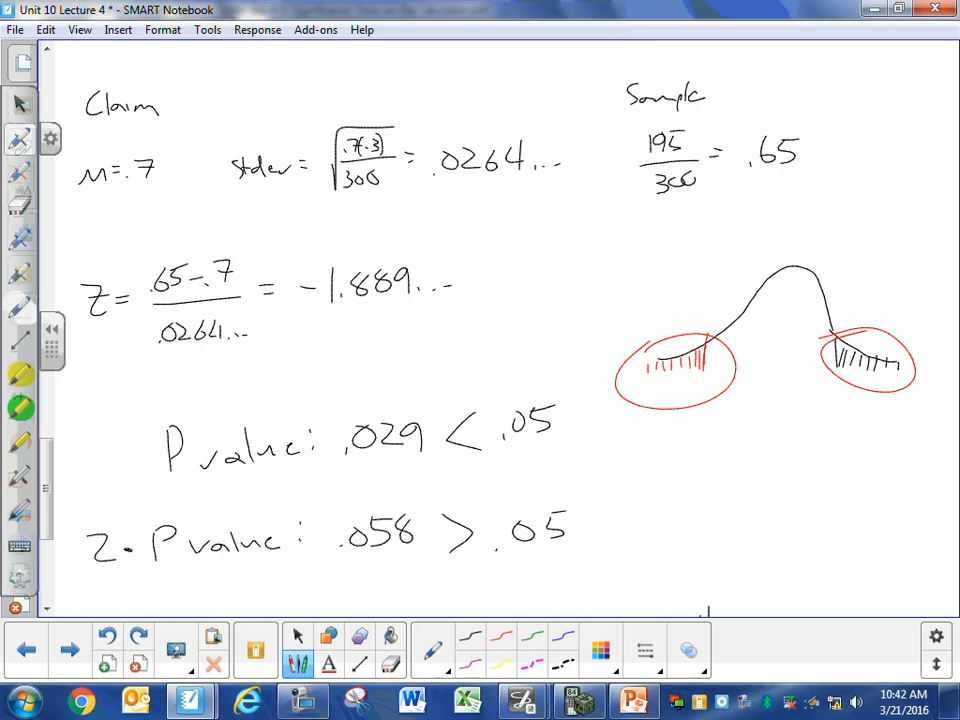 Unit 10 Lecture 4 * - SMART Notebook
File Edit View Insert Format Tools Response Add-ons Help
Claim
Sample
μ = .7
stdev = √(.7(.3)/300) = .0264...
195/300 = .65
Z = (.65 - .7)/.0264... = -1.889...
P value: .029 < .05
2 · P value: .058 > .05
A
10:42 AM
3/21/2016